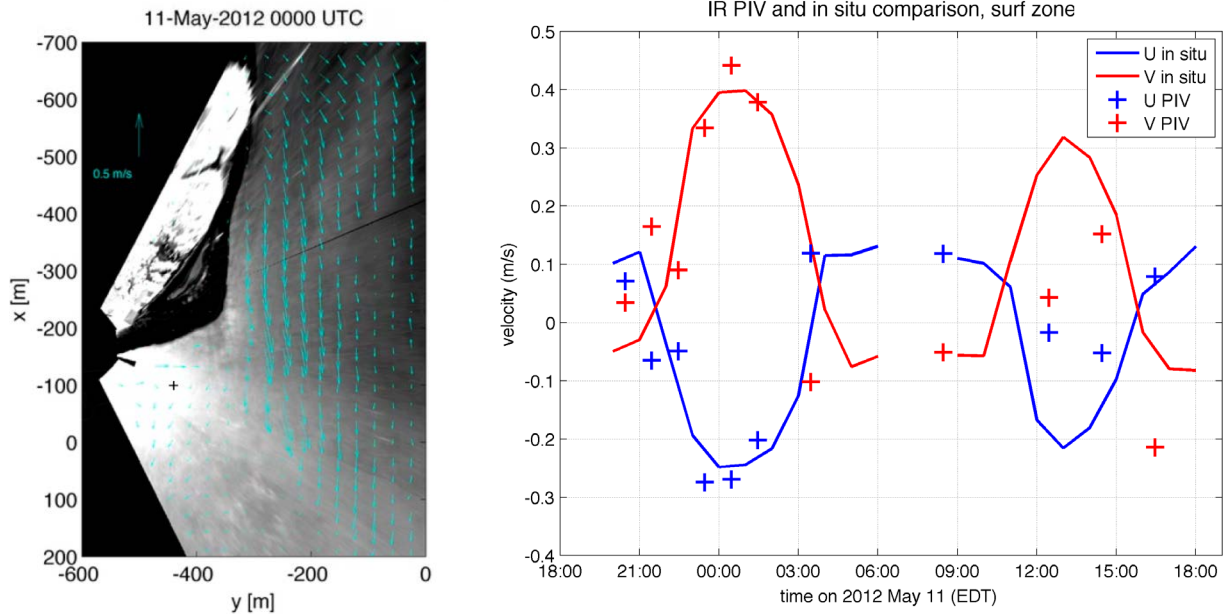 11-May-2012 0000 UTC
-700
-600
-500
-400
-300
-200
-100
0
100
200
x [m]
0.5 m/s
-600
-400
-200
0
y [m]
IR PIV and in situ comparison, surf zone
0.5
0.4
0.3
0.2
0.1
0
-0.1
-0.2
-0.3
-0.4
velocity (m/s)
U in situ
V in situ
U PIV
V PIV
18:00 21:00 00:00 03:00 06:00 09:00 12:00 15:00 18:00
time on 2012 May 11 (EDT)